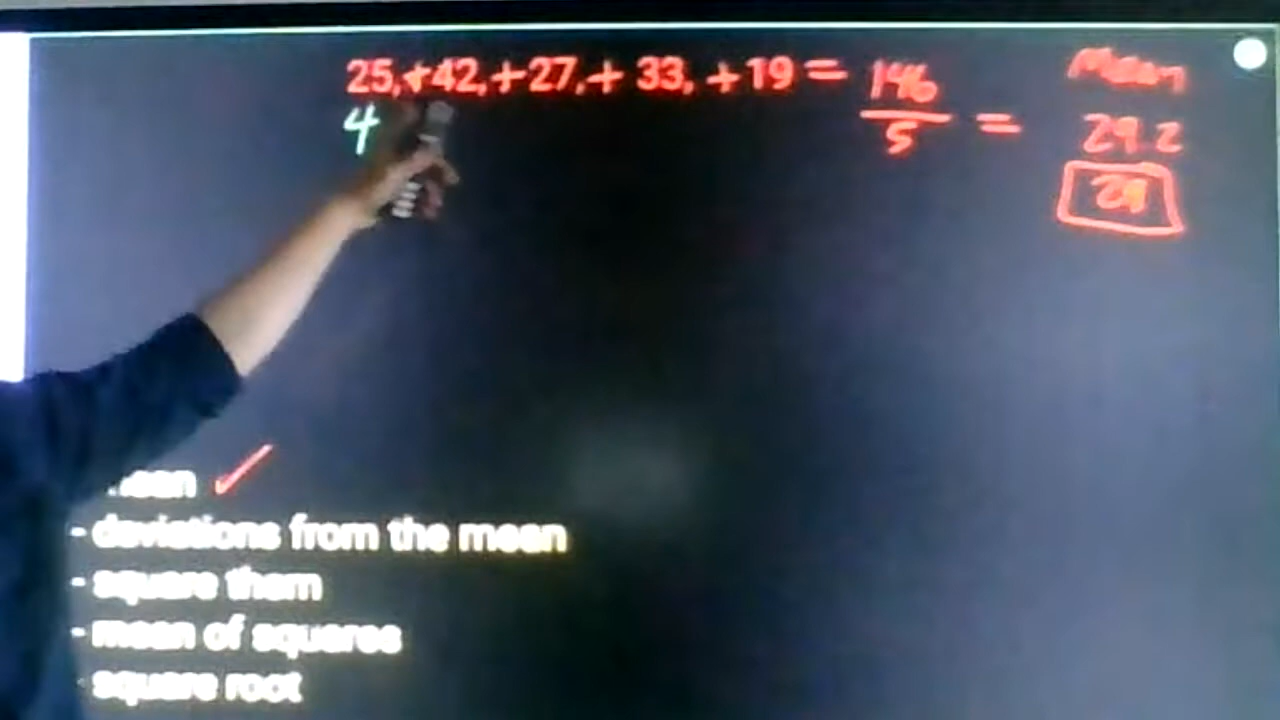 25,+42,+27,+ 33, +19 = 146/5 = 29.2
Mean
29
4
mean ✓
- deviations from the mean
- square them
- mean of squares
- square root